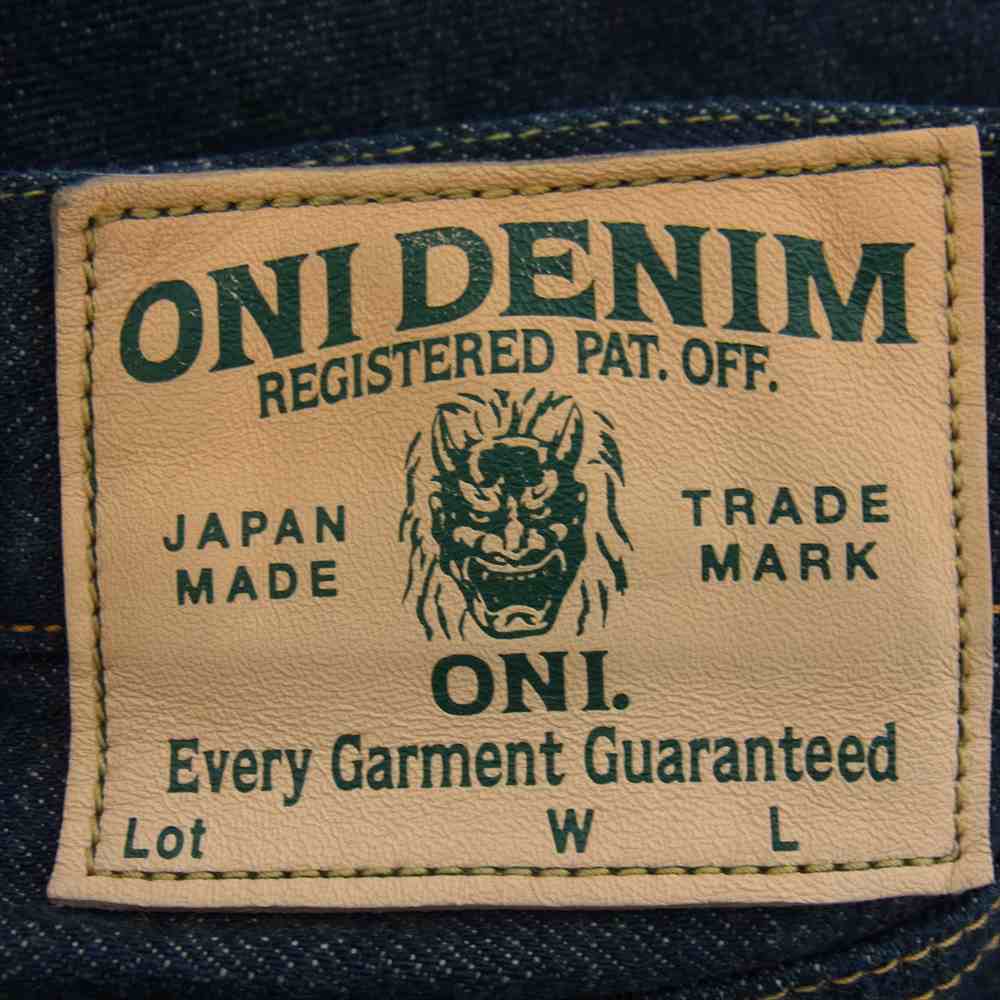 ONI DENIM
REGISTERED PAT. OFF.
JAPAN MADE
TRADE MARK
ONI.
Every Garment Guaranteed
Lot W L